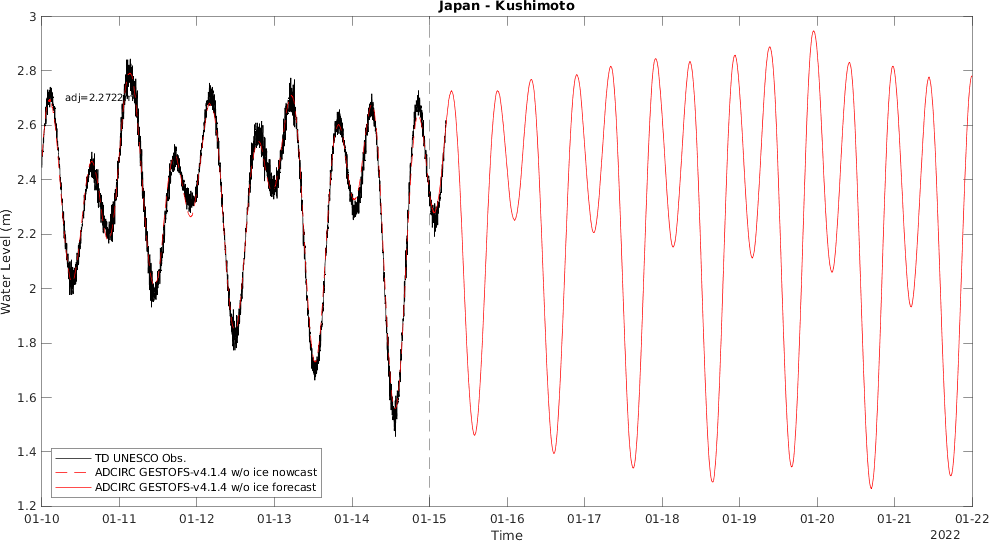 Japan - Kushimoto
3
2.8
2.6
2.4
2.2
2
1.8
1.6
1.4
1.2
Water Level (m)
adj=2.2722m
TD UNESCO Obs.
ADCIRC GESTOFS-v4.1.4 w/o ice nowcast
ADCIRC GESTOFS-v4.1.4 w/o ice forecast
01-10 01-11 01-12 01-13 01-14 01-15 01-16 01-17 01-18 01-19 01-20 01-21 01-22
Time
2022